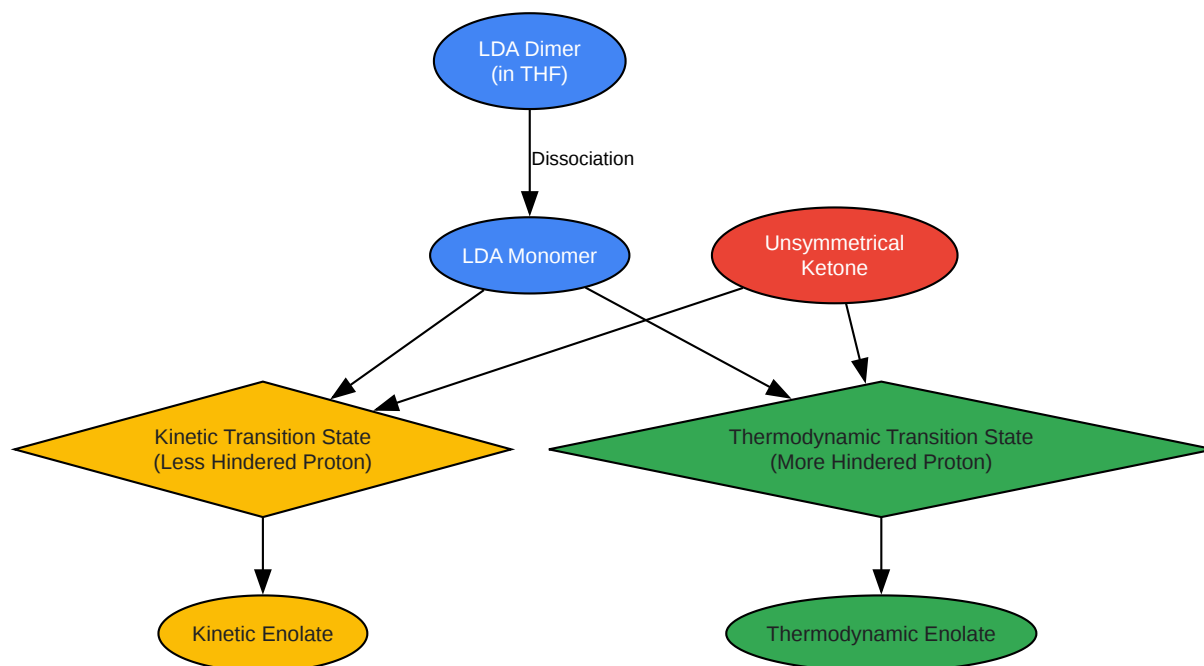 LDA Dimer
(in THF)
Dissociation
LDA Monomer
Unsymmetrical
Ketone
Kinetic Transition State
(Less Hindered Proton)
Thermodynamic Transition State
(More Hindered Proton)
Kinetic Enolate
Thermodynamic Enolate